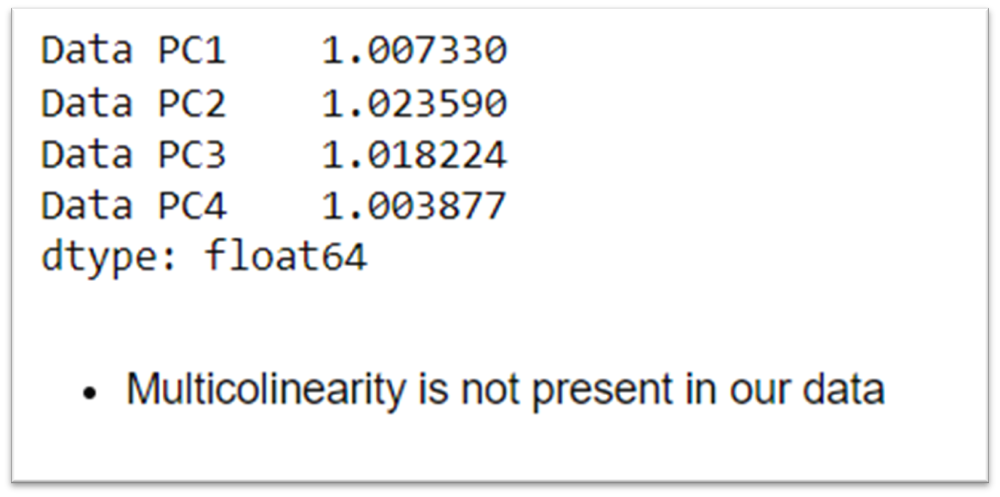 Data PC1    1.007330
Data PC2    1.023590
Data PC3    1.018224
Data PC4    1.003877
dtype: float64
• Multicolinearity is not present in our data